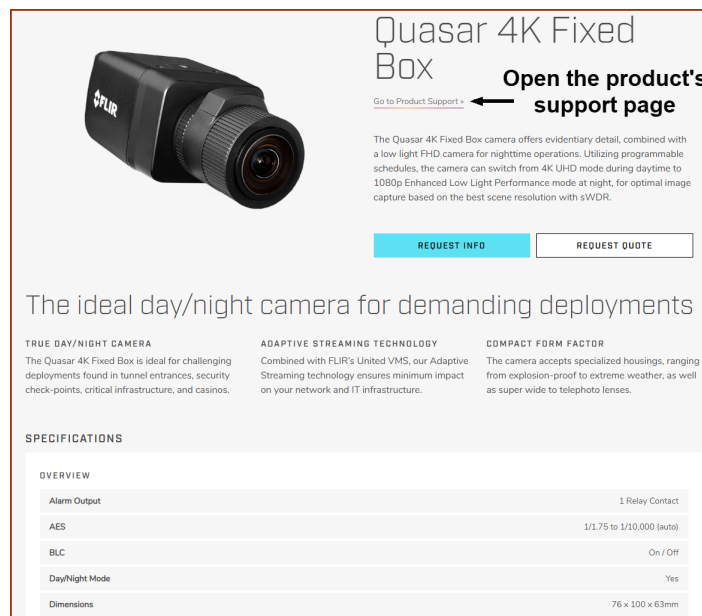 Quasar 4K Fixed
Box
FLIR
Go to Product Support »
Open the product's
support page
The Quasar 4K Fixed Box camera offers evidentiary detail, combined with
a low light FHD camera for nighttime operations. Utilizing programmable
schedules, the camera can switch from 4K UHD mode during daytime to
1080p Enhanced Low Light Performance mode at night, for optimal image
capture based on the best scene resolution with sWDR.
REQUEST INFO
REQUEST QUOTE
The ideal day/night camera for demanding deployments
TRUE DAY/NIGHT CAMERA
The Quasar 4K Fixed Box is ideal for challenging
deployments found in tunnel entrances, security
check-points, critical infrastructure, and casinos.
ADAPTIVE STREAMING TECHNOLOGY
Combined with FLIR's United VMS, our Adaptive
Streaming technology ensures minimum impact
on your network and IT infrastructure.
COMPACT FORM FACTOR
The camera accepts specialized housings, ranging
from explosion-proof to extreme weather, as well
as super wide to telephoto lenses.
SPECIFICATIONS
OVERVIEW
Alarm Output 1 Relay Contact
AES 1/1.75 to 1/10,000 (auto)
BLC On / Off
Day/Night Mode Yes
Dimensions 76 x 100 x 63mm